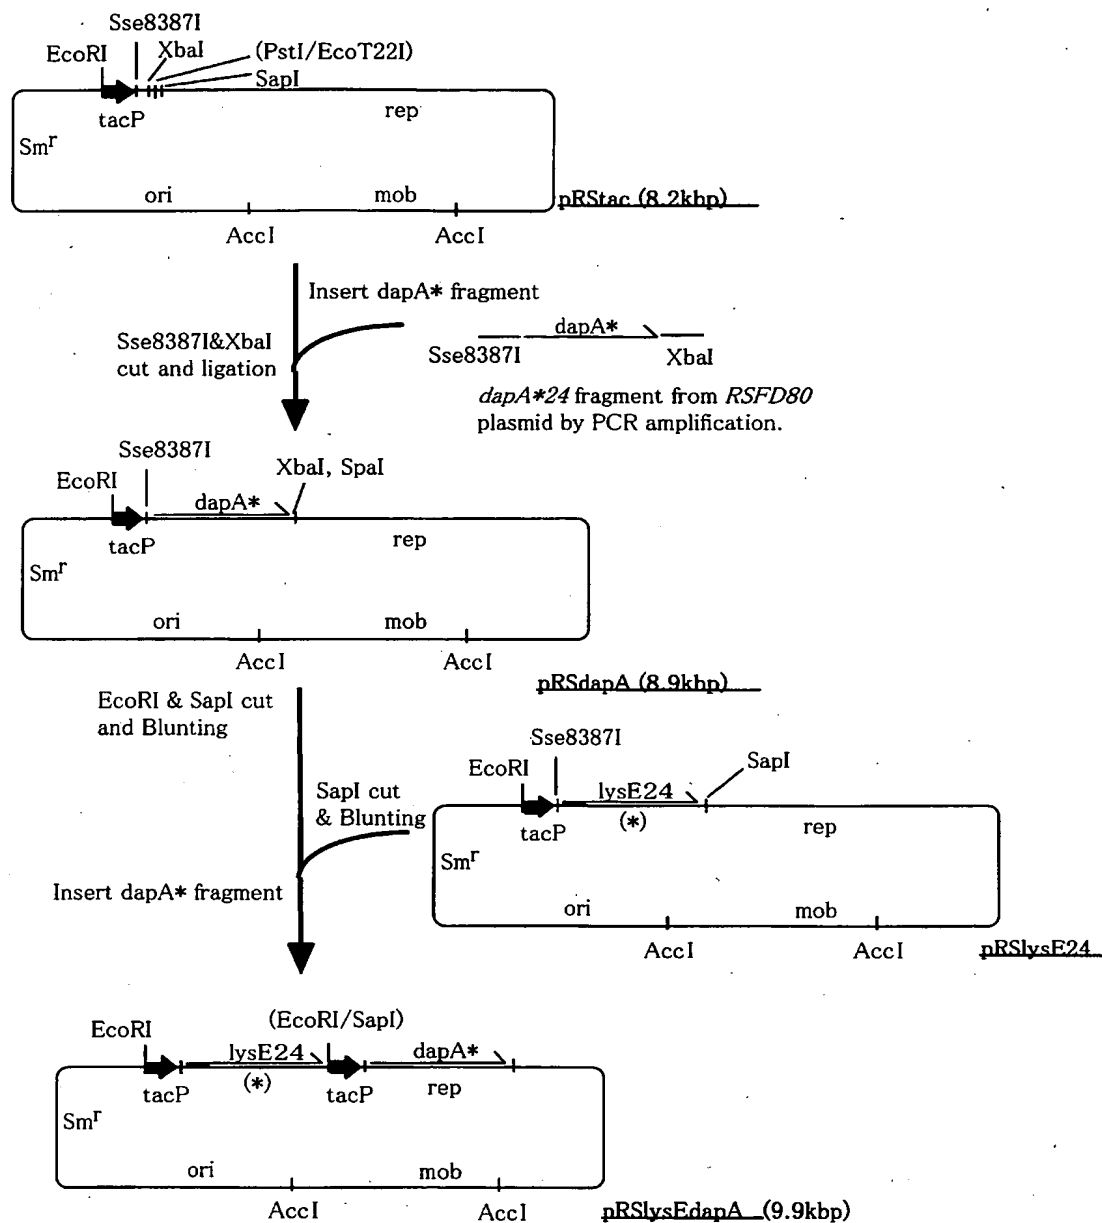 Sse8387I
EcoRI
XbaI
(PstI/EcoT22I)
SapI
tacP
rep
Smr
ori
mob
pRStac (8.2kbp)
AccI
AccI
Insert dapA* fragment
Sse8387I&XbaI
cut and ligation
dapA*
Sse8387I
XbaI
dapA*24 fragment from RSFD80
plasmid by PCR amplification.
Sse8387I
EcoRI
XbaI, SpaI
dapA*
tacP
rep
Smr
ori
mob
AccI
AccI
pRSdapA (8.9kbp)
EcoRI & SapI cut
and Blunting
Sse8387I
EcoRI
SapI
lysE24
SapI cut
& Blunting
tacP
(*)
rep
Smr
Insert dapA* fragment
ori
mob
AccI
AccI
pRSlysE24
EcoRI
(EcoRI/SapI)
lysE24
dapA*
tacP
(*)
tacP
rep
Smr
ori
mob
AccI
AccI
pRSlysEdapA (9.9kbp)